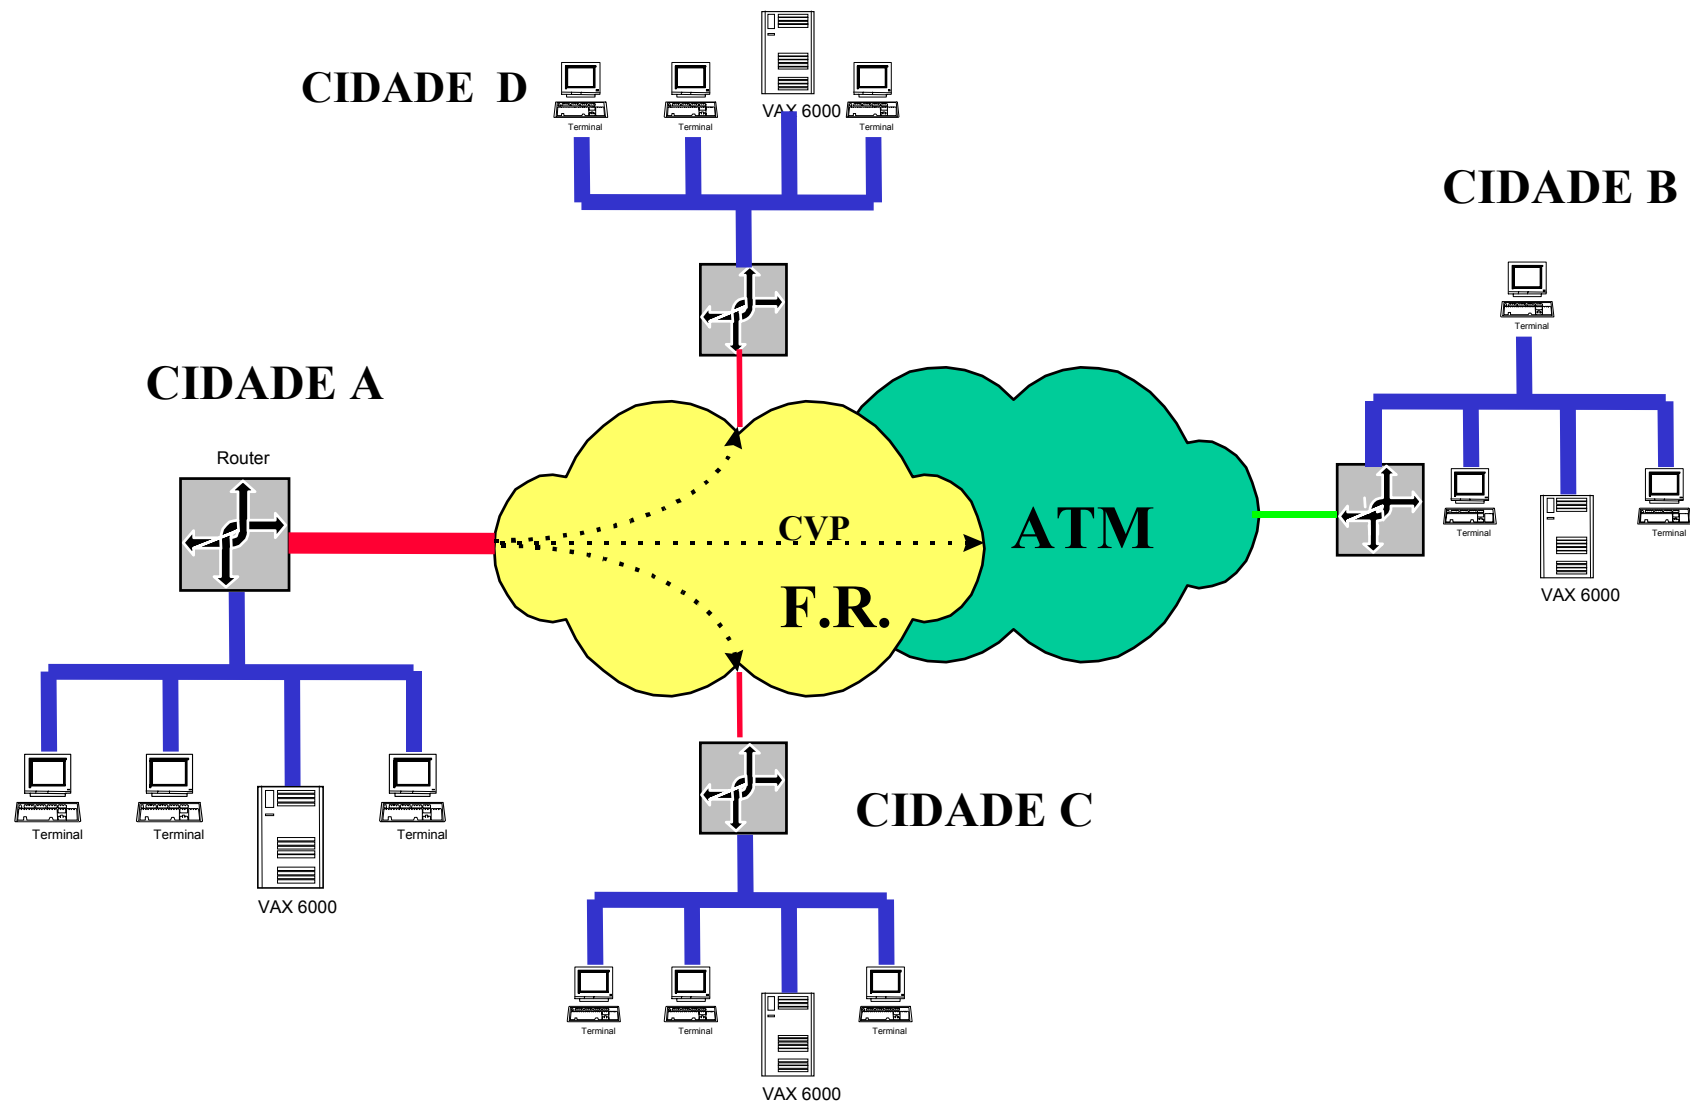 CIDADE D
VAX 6000
Terminal
Terminal
Terminal
CIDADE B
Terminal
Terminal
Terminal
VAX 6000
CIDADE A
Router
CVP
ATM
F.R.
Terminal
Terminal
Terminal
VAX 6000
CIDADE C
Terminal
Terminal
Terminal
VAX 6000